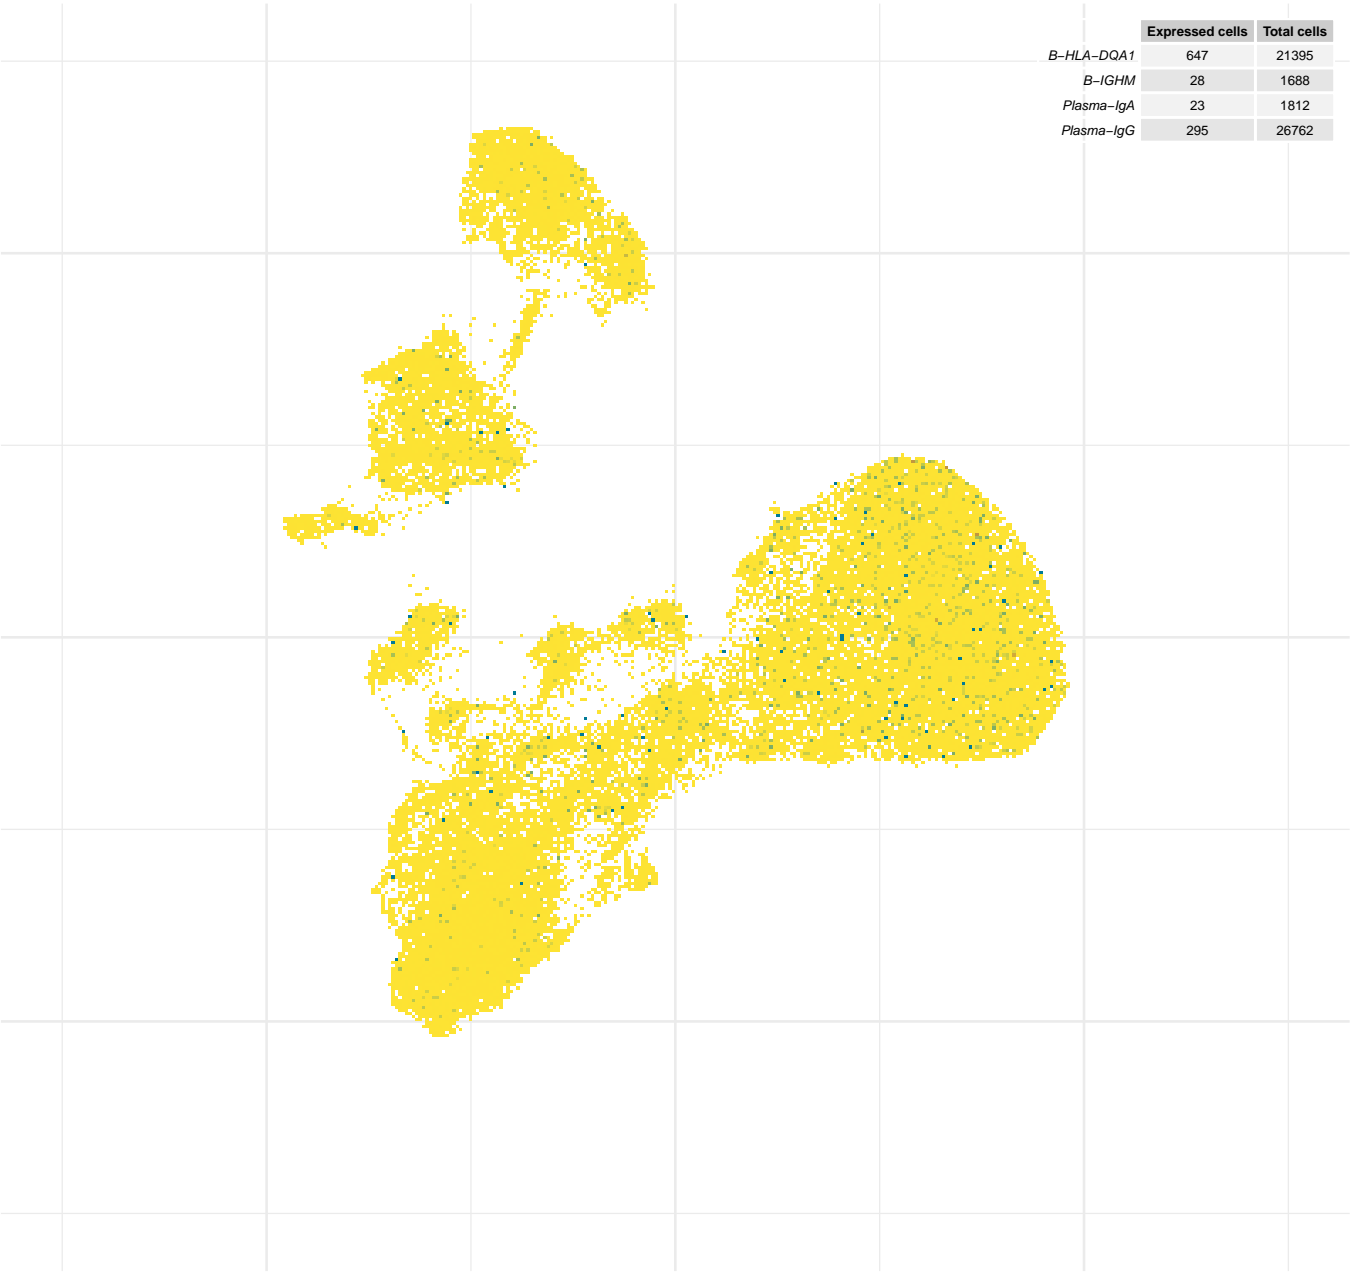 Expressed cells Total cells
B−HLA−DQA1 647 21395
B−IGHM 28 1688
Plasma−IgA 23 1812
Plasma−IgG 295 26762